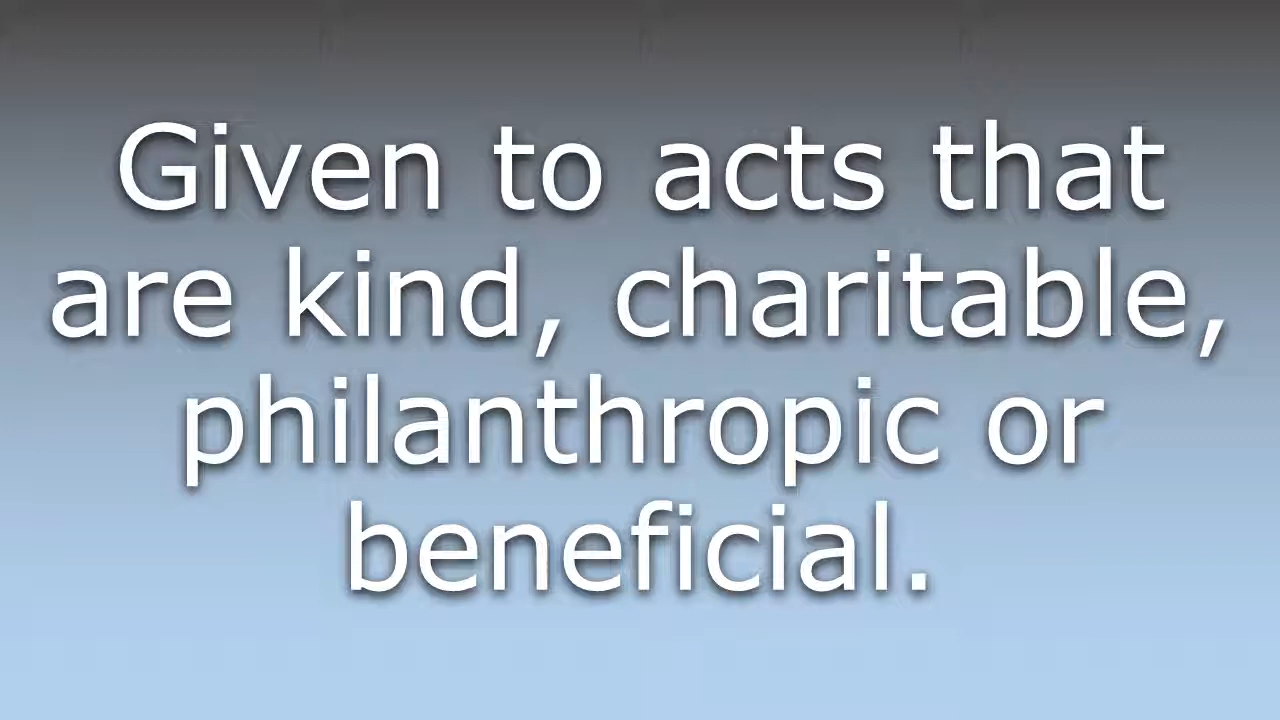 Given to acts that
are kind, charitable,
philanthropic or
beneficial.